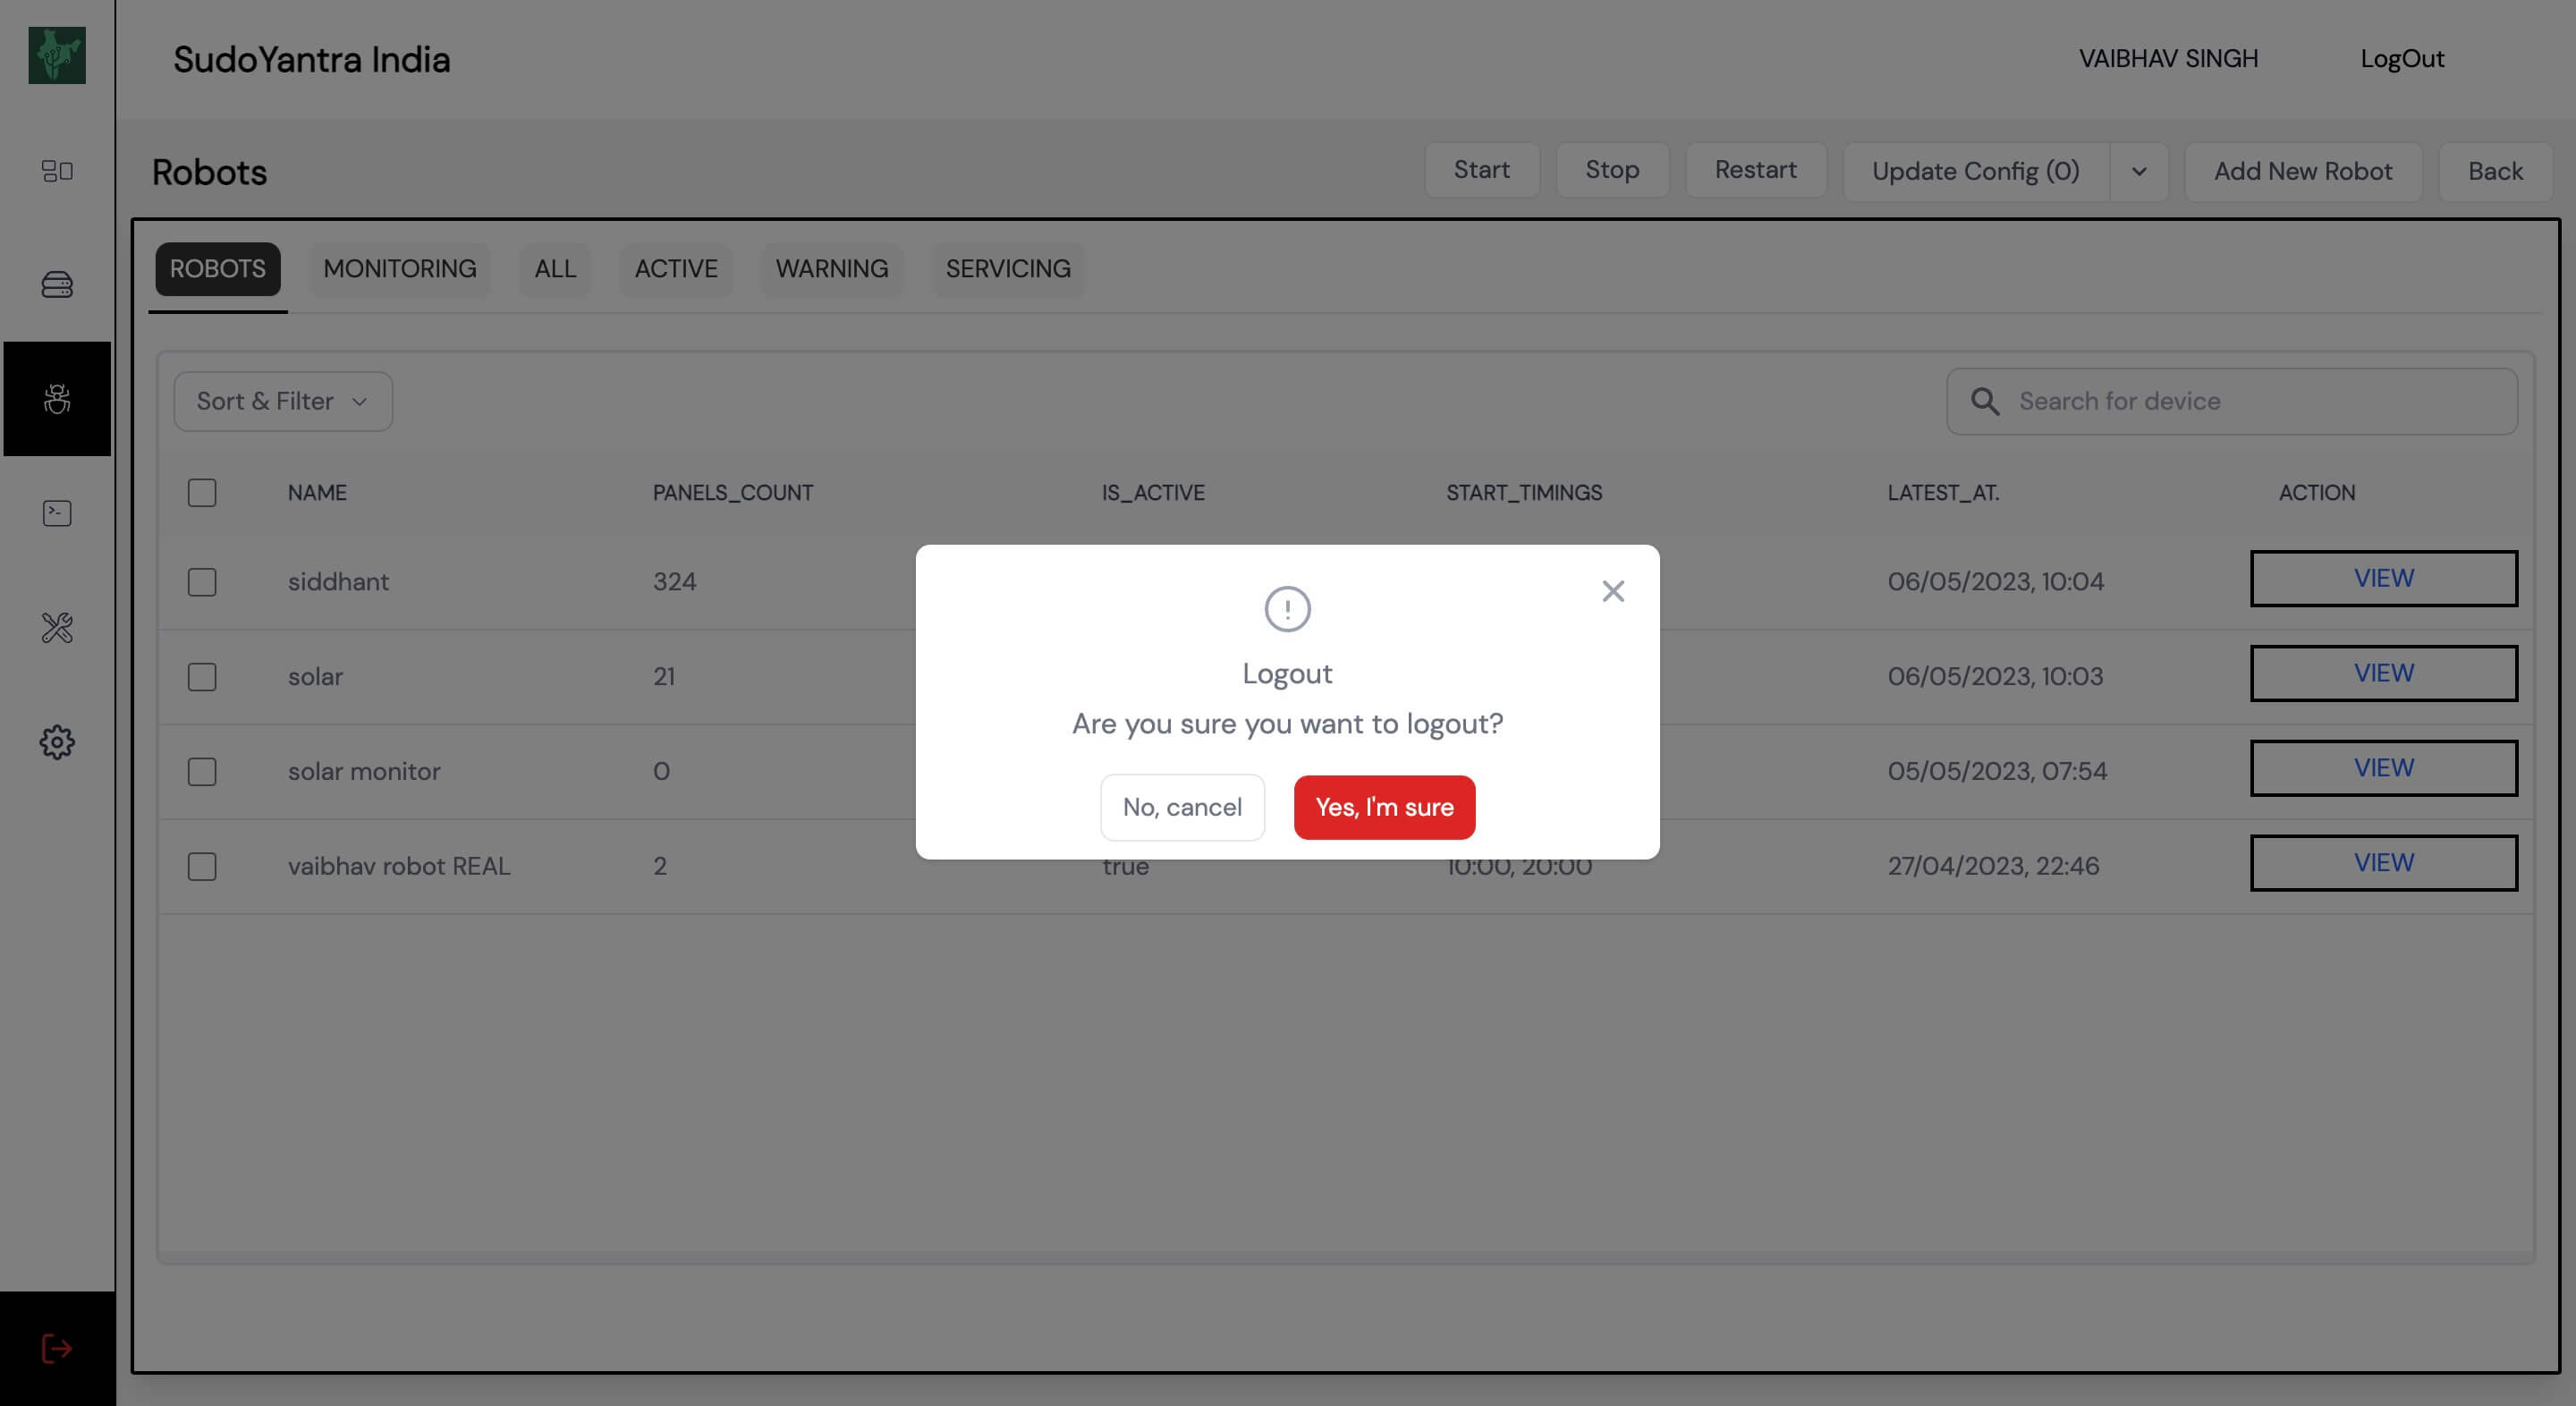 SudoYantra India
VAIBHAV SINGH
LogOut
Robots
Start
Stop
Restart
Update Config (0)
Add New Robot
Back
ROBOTS
MONITORING
ALL
ACTIVE
WARNING
SERVICING
Sort & Filter
Search for device
NAME
PANELS_COUNT
IS_ACTIVE
START_TIMINGS
LATEST_AT.
ACTION
siddhant
324
06/05/2023, 10:04
VIEW
solar
21
06/05/2023, 10:03
VIEW
solar monitor
0
05/05/2023, 07:54
VIEW
vaibhav robot REAL
2
true
10:00, 20:00
27/04/2023, 22:46
VIEW
Logout
Are you sure you want to logout?
No, cancel
Yes, I'm sure